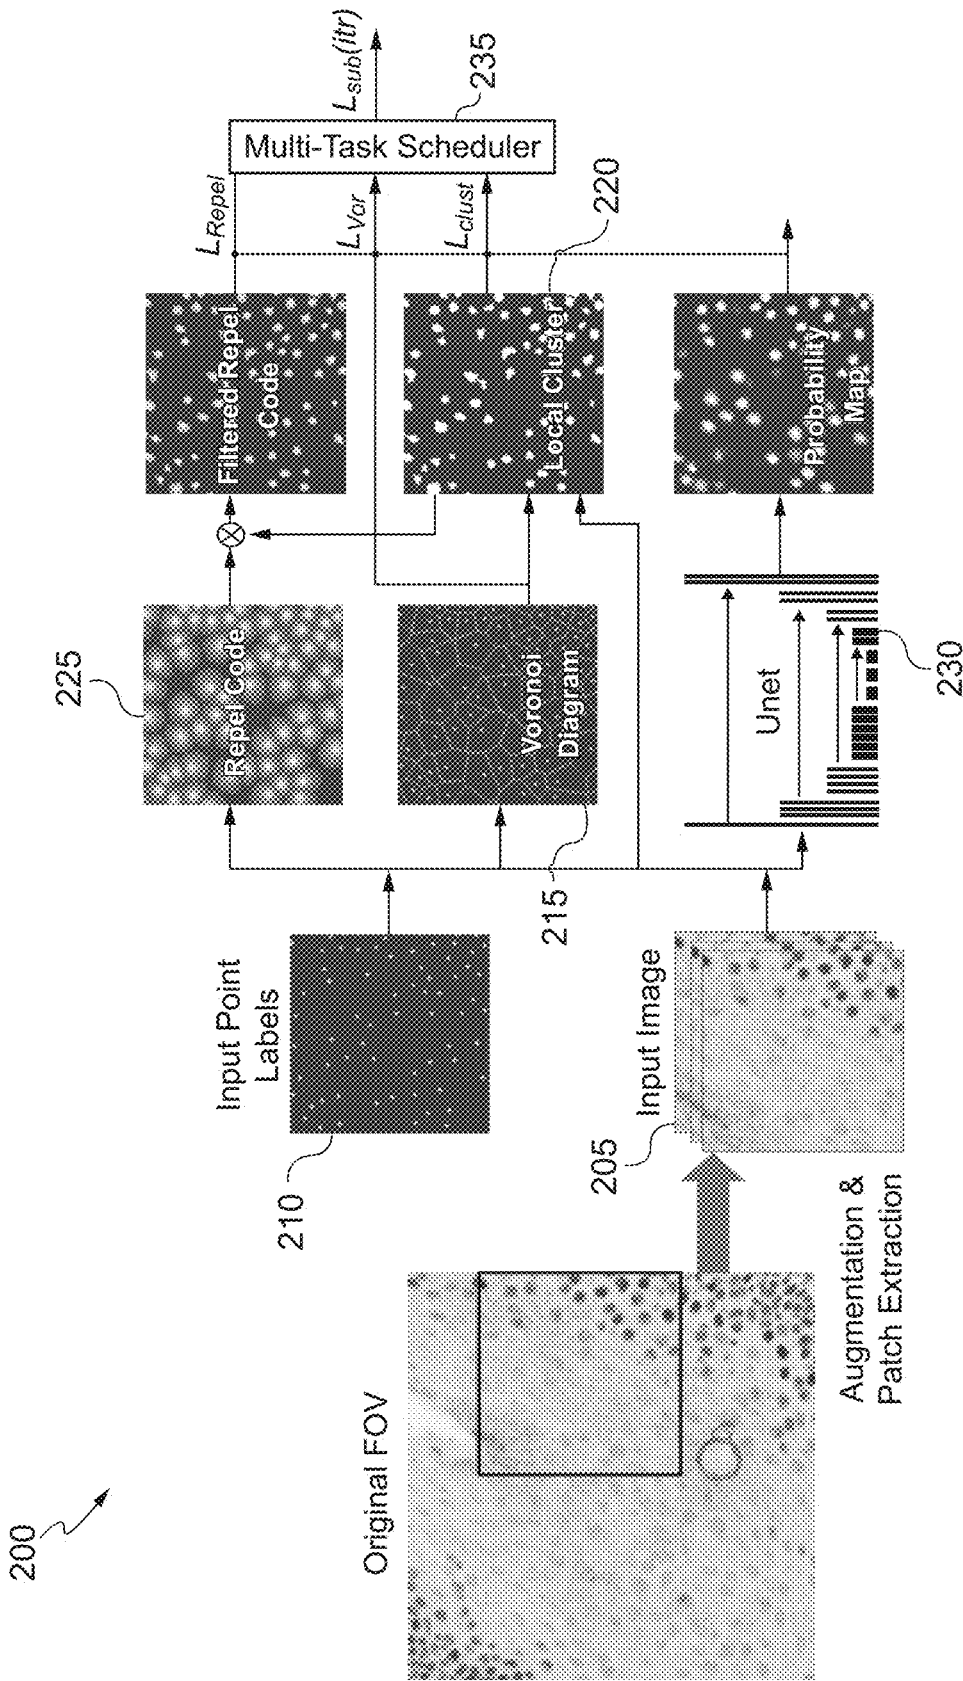 200
Original FOV
Augmentation &
Patch Extraction
Input Point
Labels
210
Input Image
205
225
Repel Code
Voronoi
Diagram
215
Unet
230
Filtered Repel
Code
Local Cluster
220
Probability
Map
L_Repel
L_Vor
L_clust
Multi-Task Scheduler
235
L_sub(itr)